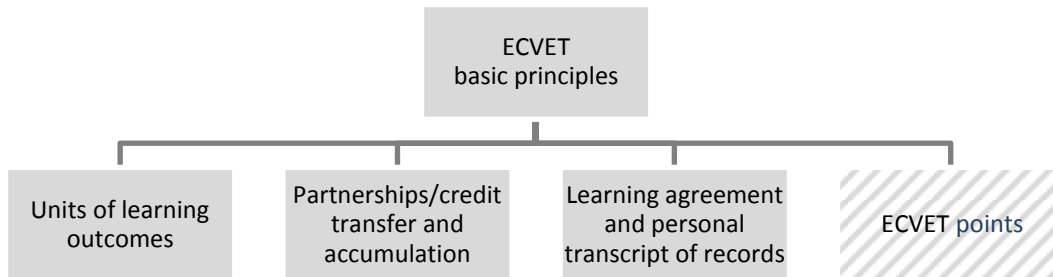 ECVET
basic principles
Units of learning
outcomes
Partnerships/credit
transfer and
accumulation
Learning agreement
and personal
transcript of records
ECVET points